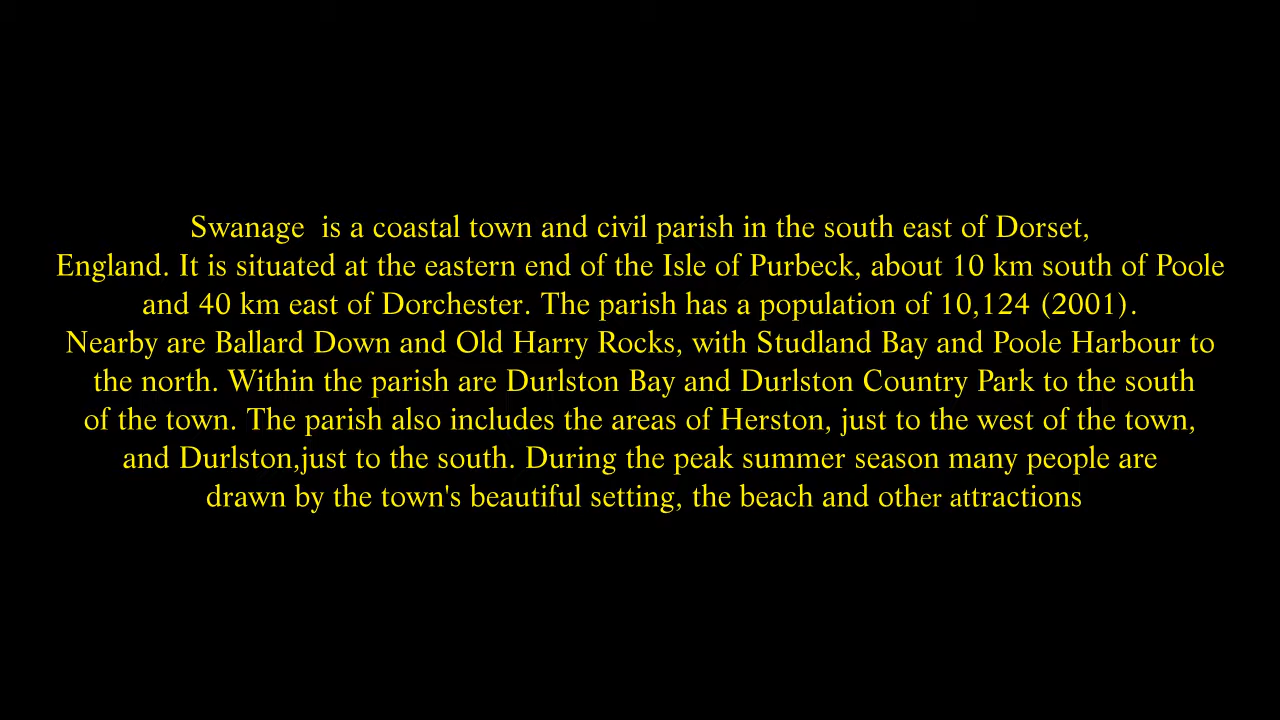 Swanage  is a coastal town and civil parish in the south east of Dorset,
England. It is situated at the eastern end of the Isle of Purbeck, about 10 km south of Poole
and 40 km east of Dorchester. The parish has a population of 10,124 (2001).
Nearby are Ballard Down and Old Harry Rocks, with Studland Bay and Poole Harbour to
the north. Within the parish are Durlston Bay and Durlston Country Park to the south
of the town. The parish also includes the areas of Herston, just to the west of the town,
and Durlston,just to the south. During the peak summer season many people are
drawn by the town's beautiful setting, the beach and other attractions